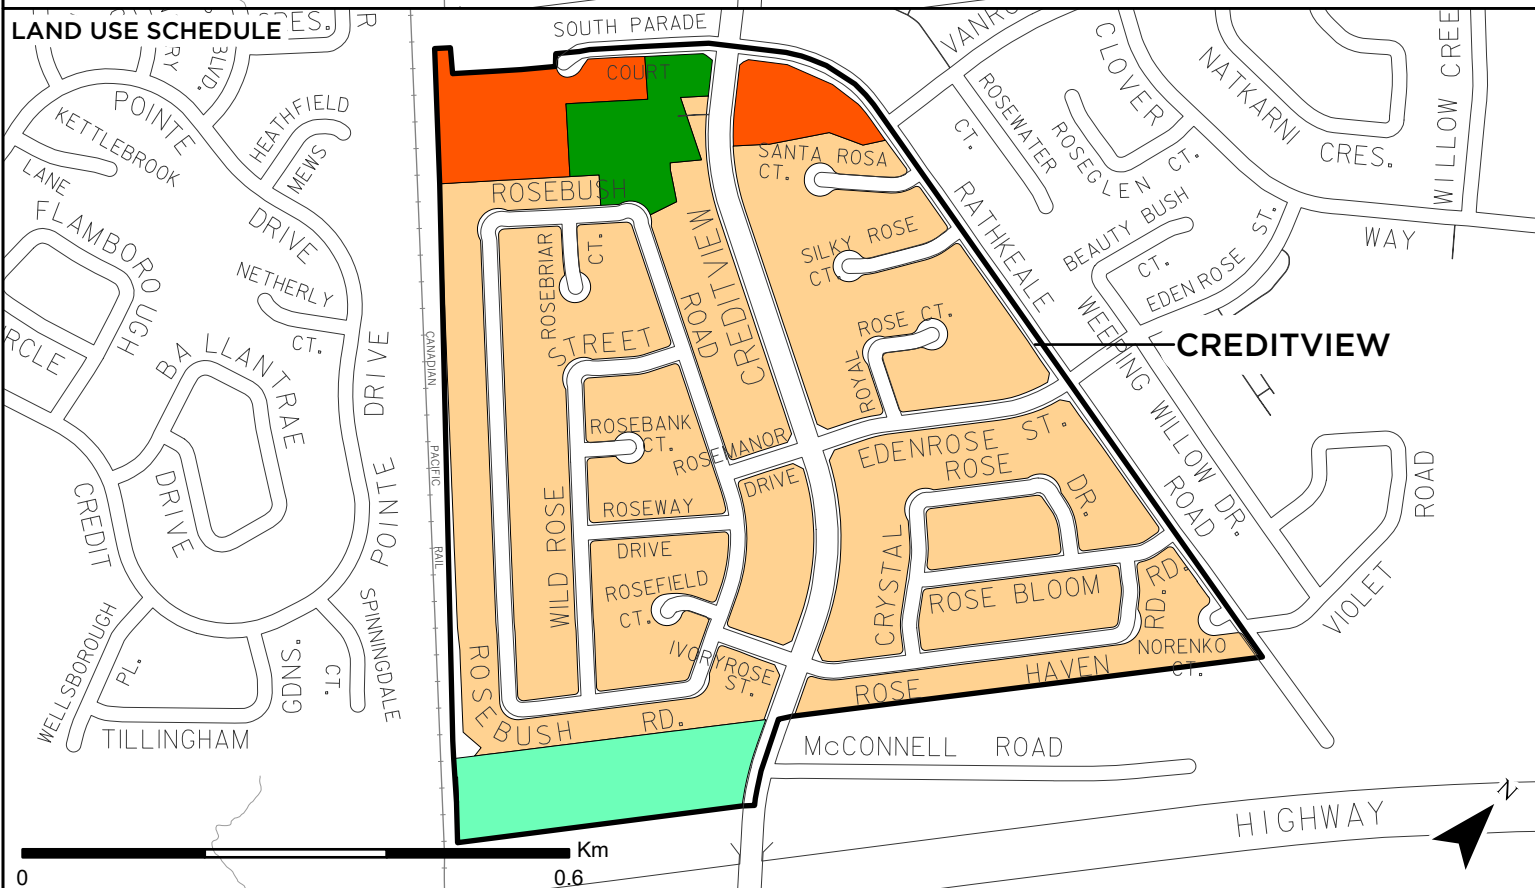 LAND USE SCHEDULE
CRES.
BLVD.
SOUTH PARADE
COURT
CLOVER
NATKARNI
CRES.
WILLOW CREE
POINTE
DRIVE
HEATHFIELD
MEWS
KETTLEBROOK
LANE
FLAMBOROUGH
NETHERLY
CT.
BALLANTRAE
DRIVE
CREDIT
POINTE DRIVE
WELLSBOROUGH
PL.
TILLINGHAM
GDNS.
SPINNINGDALE
CT.
CANADIAN
PACIFIC
RAIL
ROSEBUSH
ROSEBRIAR
CT.
STREET
WILD ROSE
ROSEBANK
CT.
ROSEMANOR
DRIVE
ROSEWAY
DRIVE
ROSEFIELD
CT.
IVORYROSE
ST.
ROSEBUSH
RD.
CREDITVIEW
ROAD
SANTA ROSA
CT.
SILKY ROSE
CT.
ROYAL
ROSE CT.
EDENROSE ST.
CRYSTAL
ROSE
DR.
ROSE BLOOM
RD.
RD.
ROSE
HAVEN
NORENKO
CT.
RATHKEALE
ROAD
ROSEWATER
CT.
ROSEGLEN CT.
BEAUTY BUSH
CT.
EDENROSE ST.
WAY
WEEPING WILLOW DR.
CREDITVIEW
VIOLET
ROAD
McCONNELL ROAD
HIGHWAY
N
Km
0
0.6